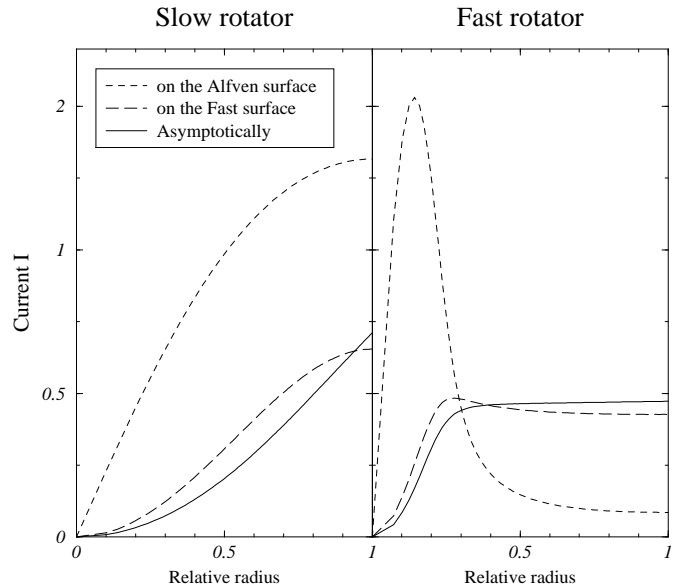 Slow rotator Fast rotator
on the Alfven surface
on the Fast surface
Asymptotically
Current I
2
1
0.5
0
0 0.5 1 0.5 1
Relative radius Relative radius